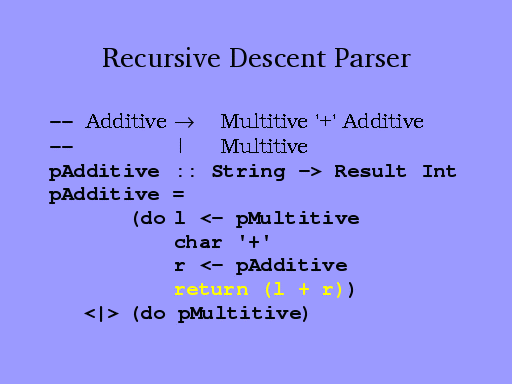 Recursive Descent Parser
-- Additive → Multitive '+' Additive
-- | Multitive
pAdditive :: String -> Result Int
pAdditive =
(do l <- pMultitive
char '+'
r <- pAdditive
return (l + r))
<|> (do pMultitive)